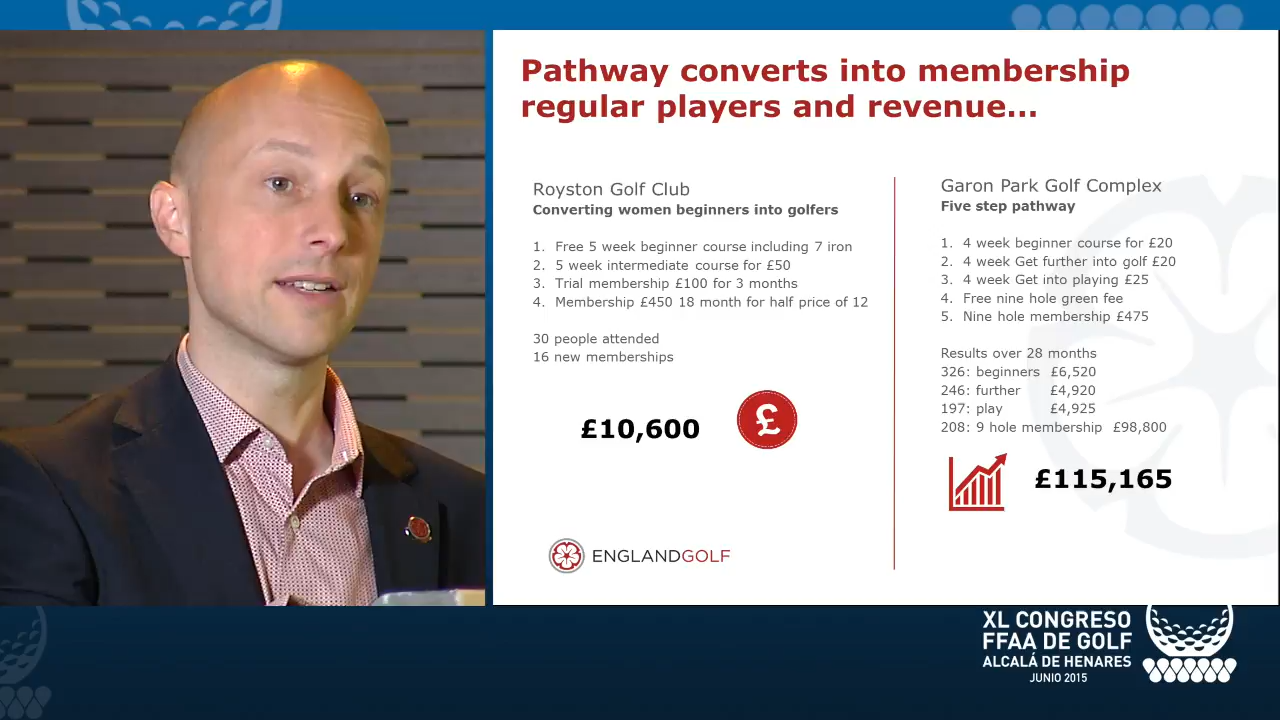 Pathway converts into membership
regular players and revenue...
Royston Golf Club
Converting women beginners into golfers
1. Free 5 week beginner course including 7 iron
2. 5 week intermediate course for £50
3. Trial membership £100 for 3 months
4. Membership £450 18 month for half price of 12
30 people attended
16 new memberships
£10,600
£
ENGLANDGOLF
Garon Park Golf Complex
Five step pathway
1. 4 week beginner course for £20
2. 4 week Get further into golf £20
3. 4 week Get into playing £25
4. Free nine hole green fee
5. Nine hole membership £475
Results over 28 months
326: beginners £6,520
246: further £4,920
197: play £4,925
208: 9 hole membership £98,800
£115,165
XL CONGRESO
FFAA DE GOLF
ALCALÁ DE HENARES
JUNIO 2015